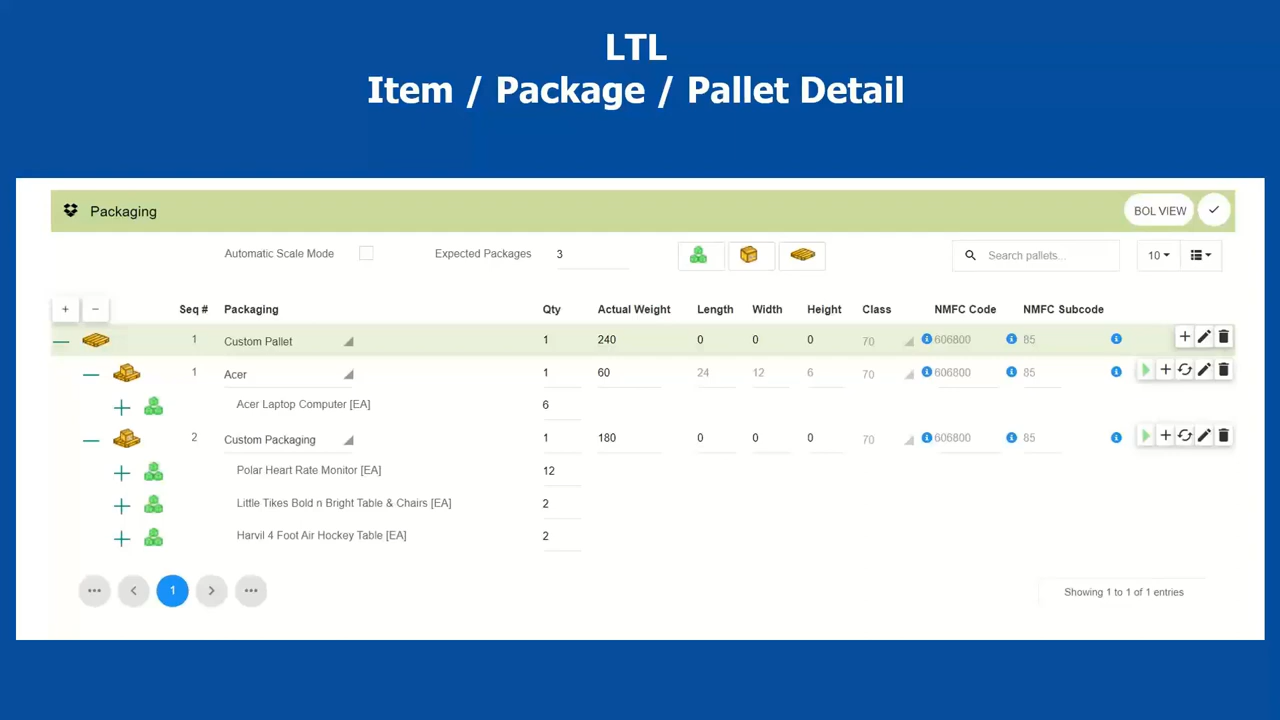 LTL
Item / Package / Pallet Detail
Packaging BOL VIEW
Automatic Scale Mode Expected Packages 3 Search pallets... 10
+ − Seq # Packaging Qty Actual Weight Length Width Height Class NMFC Code NMFC Subcode
1 Custom Pallet 1 240 0 0 0 70 606800 85
1 Acer 1 60 24 12 6 70 606800 85
Acer Laptop Computer [EA] 6
2 Custom Packaging 1 180 0 0 0 70 606800 85
Polar Heart Rate Monitor [EA] 12
Little Tikes Bold n Bright Table & Chairs [EA] 2
Harvil 4 Foot Air Hockey Table [EA] 2
... < 1 > ... Showing 1 to 1 of 1 entries